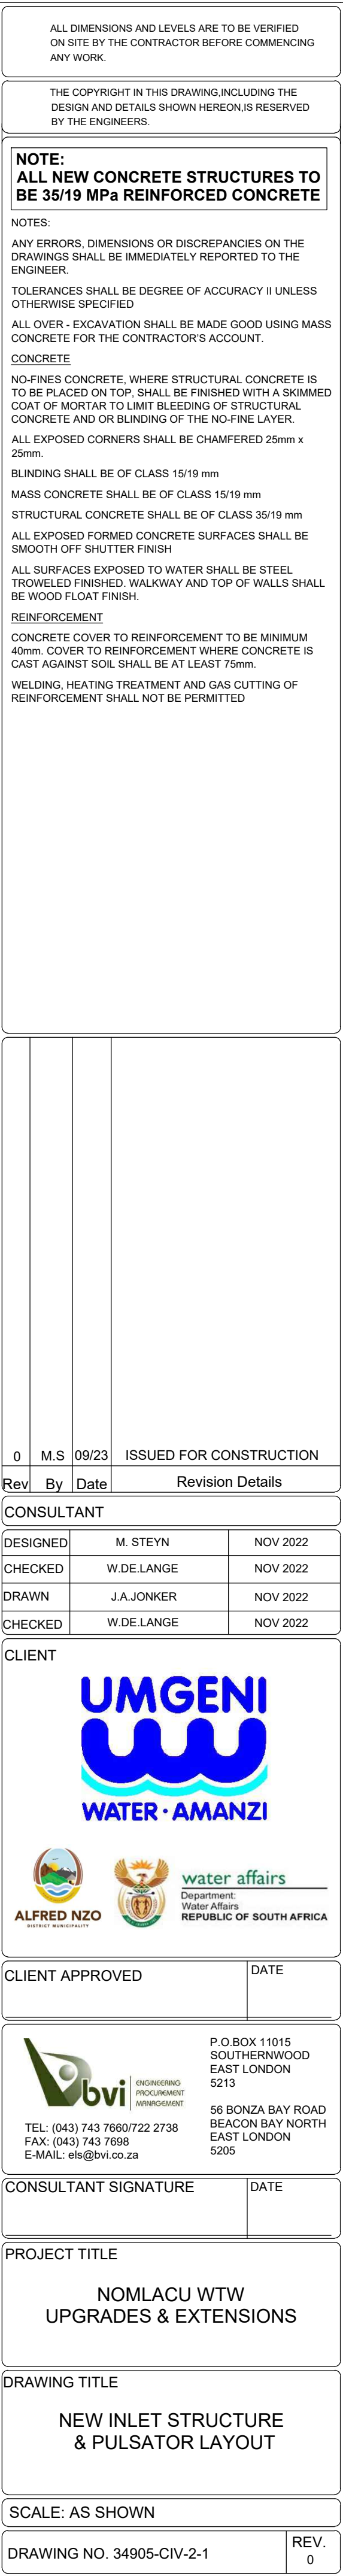 ALL DIMENSIONS AND LEVELS ARE TO BE VERIFIED
ON SITE BY THE CONTRACTOR BEFORE COMMENCING
ANY WORK.
THE COPYRIGHT IN THIS DRAWING,INCLUDING THE
DESIGN AND DETAILS SHOWN HEREON,IS RESERVED
BY THE ENGINEERS.
NOTE:
ALL NEW CONCRETE STRUCTURES TO
BE 35/19 MPa REINFORCED CONCRETE
NOTES:
ANY ERRORS, DIMENSIONS OR DISCREPANCIES ON THE
DRAWINGS SHALL BE IMMEDIATELY REPORTED TO THE
ENGINEER.
TOLERANCES SHALL BE DEGREE OF ACCURACY II UNLESS
OTHERWISE SPECIFIED
ALL OVER - EXCAVATION SHALL BE MADE GOOD USING MASS
CONCRETE FOR THE CONTRACTOR'S ACCOUNT.
CONCRETE
NO-FINES CONCRETE, WHERE STRUCTURAL CONCRETE IS
TO BE PLACED ON TOP, SHALL BE FINISHED WITH A SKIMMED
COAT OF MORTAR TO LIMIT BLEEDING OF STRUCTURAL
CONCRETE AND OR BLINDING OF THE NO-FINE LAYER.
ALL EXPOSED CORNERS SHALL BE CHAMFERED 25mm x
25mm.
BLINDING SHALL BE OF CLASS 15/19 mm
MASS CONCRETE SHALL BE OF CLASS 15/19 mm
STRUCTURAL CONCRETE SHALL BE OF CLASS 35/19 mm
ALL EXPOSED FORMED CONCRETE SURFACES SHALL BE
SMOOTH OFF SHUTTER FINISH
ALL SURFACES EXPOSED TO WATER SHALL BE STEEL
TROWELED FINISHED. WALKWAY AND TOP OF WALLS SHALL
BE WOOD FLOAT FINISH.
REINFORCEMENT
CONCRETE COVER TO REINFORCEMENT TO BE MINIMUM
40mm. COVER TO REINFORCEMENT WHERE CONCRETE IS
CAST AGAINST SOIL SHALL BE AT LEAST 75mm.
WELDING, HEATING TREATMENT AND GAS CUTTING OF
REINFORCEMENT SHALL NOT BE PERMITTED
0 M.S 09/23 ISSUED FOR CONSTRUCTION
Rev By Date Revision Details
CONSULTANT
DESIGNED M. STEYN NOV 2022
CHECKED W.DE.LANGE NOV 2022
DRAWN J.A.JONKER NOV 2022
CHECKED W.DE.LANGE NOV 2022
CLIENT
UMGENI
WATER · AMANZI
ALFRED NZO
DISTRICT MUNICIPALITY
water affairs
Department:
Water Affairs
REPUBLIC OF SOUTH AFRICA
CLIENT APPROVED DATE
bvi
ENGINEERING
PROCUREMENT
MANAGEMENT
TEL: (043) 743 7660/722 2738
FAX: (043) 743 7698
E-MAIL: els@bvi.co.za
P.O.BOX 11015
SOUTHERNWOOD
EAST LONDON
5213
56 BONZA BAY ROAD
BEACON BAY NORTH
EAST LONDON
5205
CONSULTANT SIGNATURE DATE
PROJECT TITLE
NOMLACU WTW
UPGRADES & EXTENSIONS
DRAWING TITLE
NEW INLET STRUCTURE
& PULSATOR LAYOUT
SCALE: AS SHOWN
DRAWING NO. 34905-CIV-2-1
REV.
0